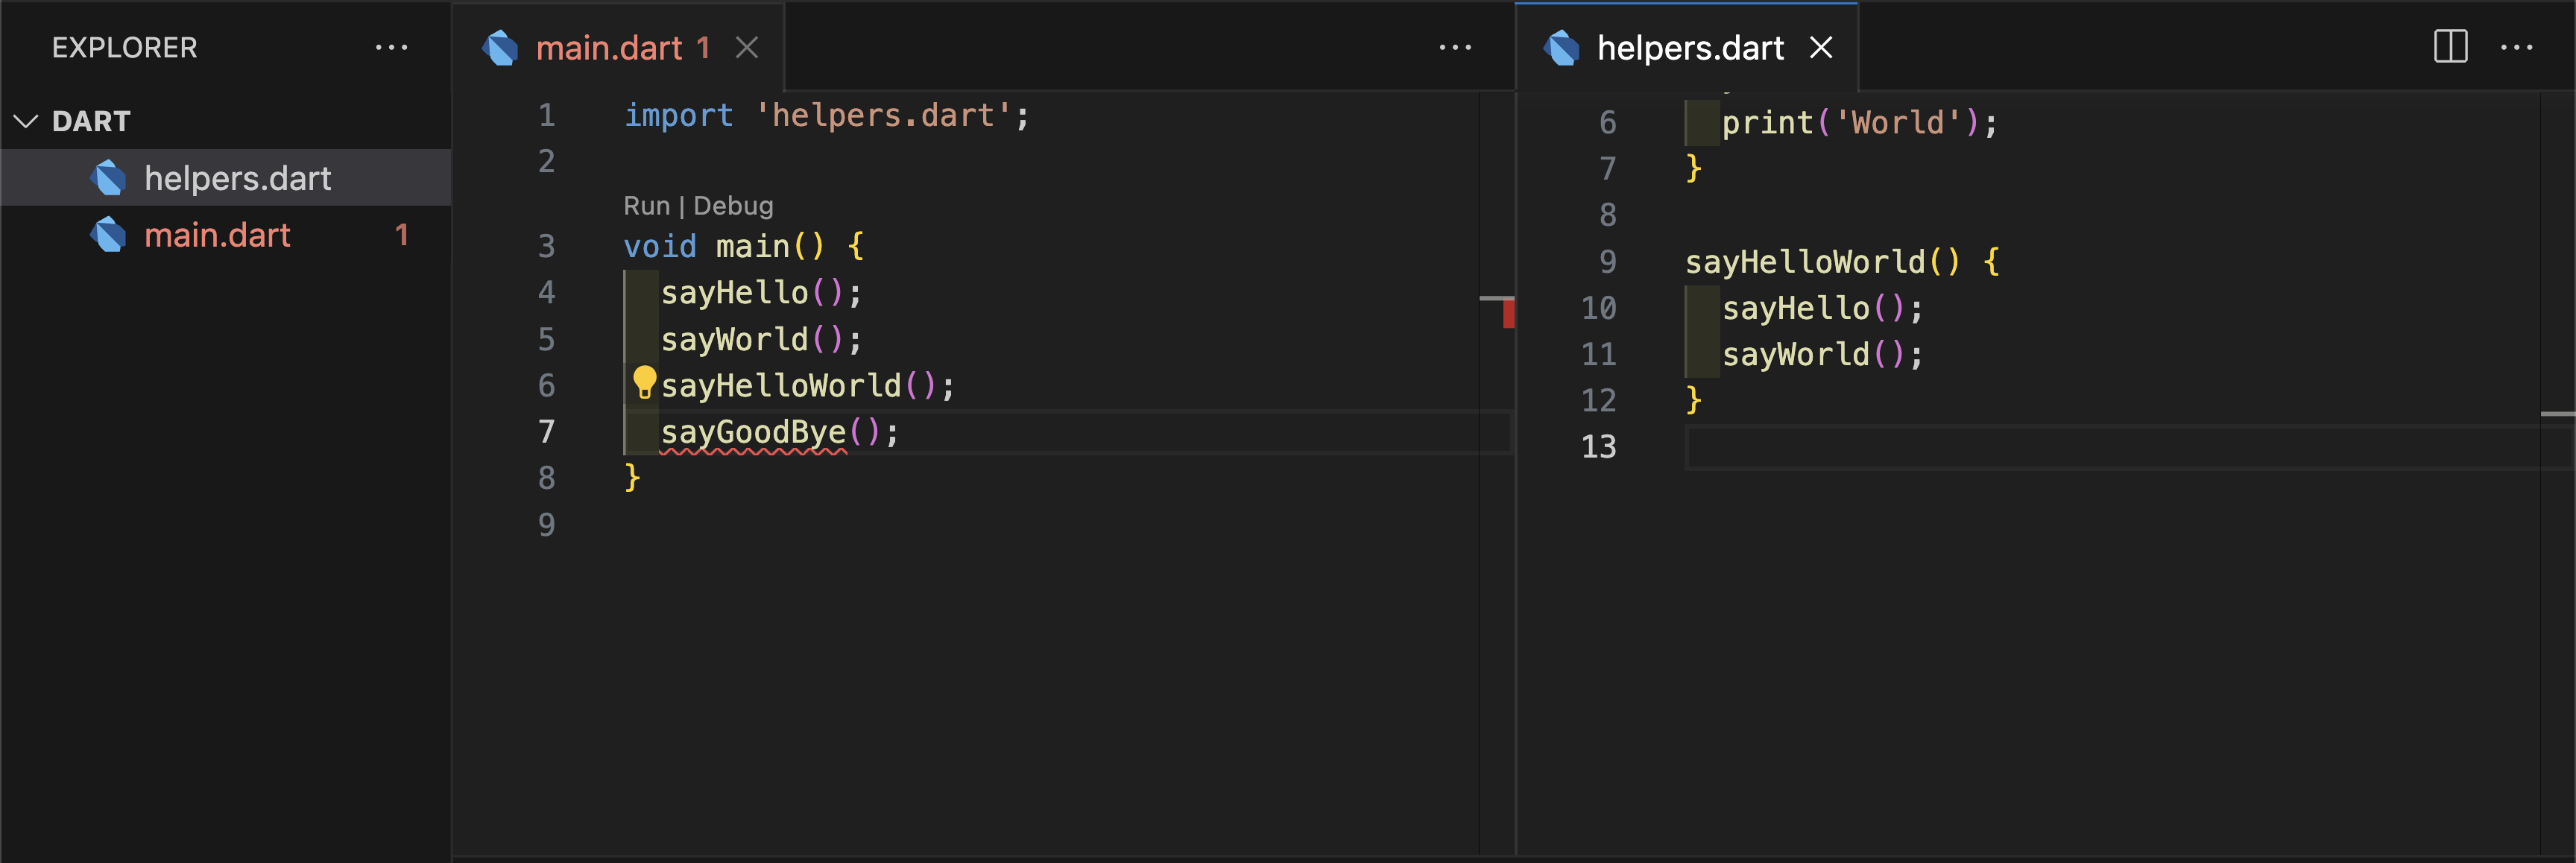 EXPLORER
DART
helpers.dart
main.dart 1
main.dart 1
1 import 'helpers.dart';
2
Run | Debug
3 void main() {
4 sayHello();
5 sayWorld();
6 sayHelloWorld();
7 sayGoodBye();
8 }
9
helpers.dart
6 print('World');
7 }
8
9 sayHelloWorld() {
10 sayHello();
11 sayWorld();
12 }
13